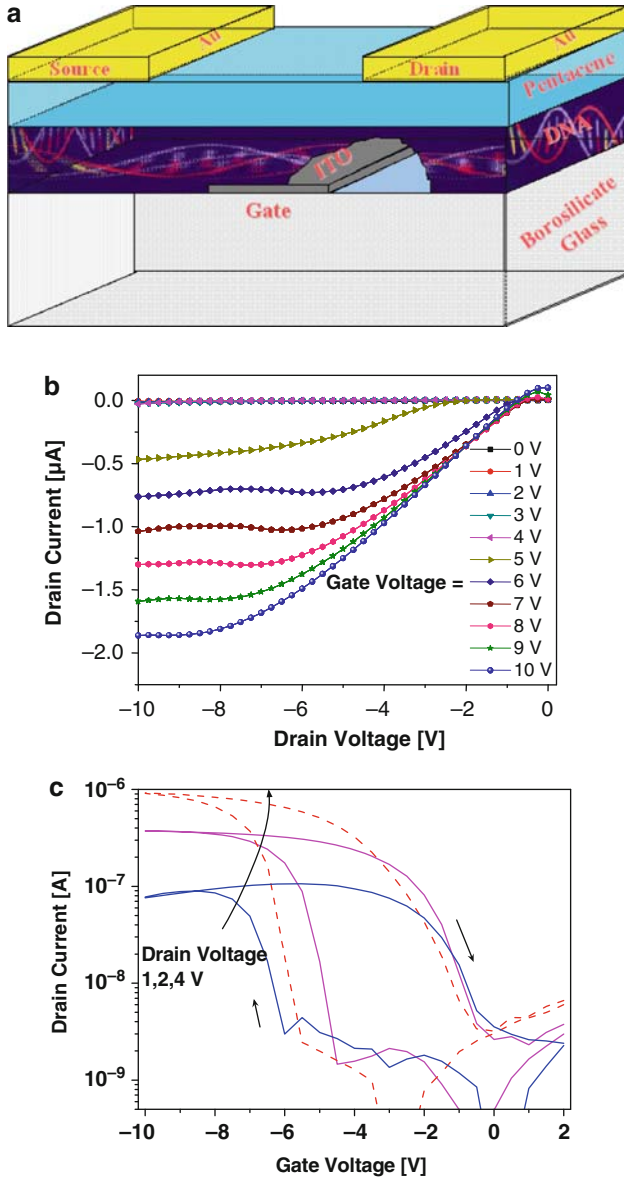 a
Au
Au
Source
Drain
Pentacene
DNA
ITO
Gate
Borosilicate
Glass
b
0.0
−0.5
−1.0
−1.5
−2.0
Drain Current [µA]
Gate Voltage =
0 V
1 V
2 V
3 V
4 V
5 V
6 V
7 V
8 V
9 V
10 V
−10 −8 −6 −4 −2 0
Drain Voltage [V]
c
10⁻⁶
10⁻⁷
10⁻⁸
10⁻⁹
Drain Current [A]
Drain Voltage
1,2,4 V
−10 −8 −6 −4 −2 0 2
Gate Voltage [V]